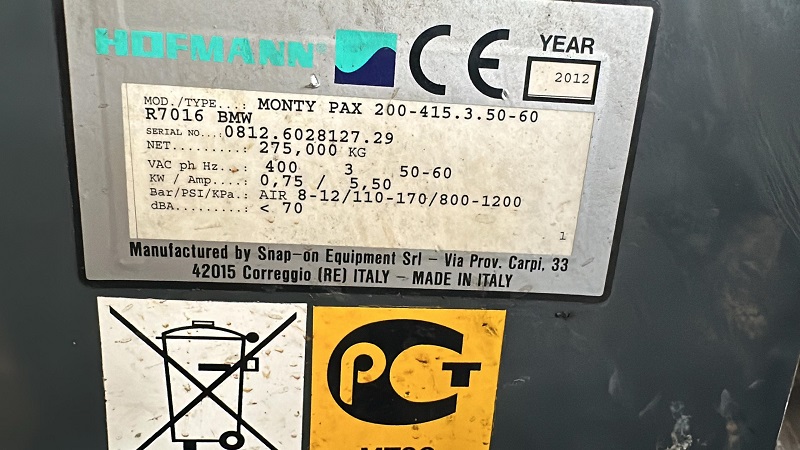 HOFMANN
CE
YEAR
2012
MOD./TYPE...: MONTY PAX 200-415.3.50-60
R7016 BMW
SERIAL NO...:0812.6028127.29
NET.........: 275,000 KG
VAC ph Hz...: 400 3 50-60
KW / Amp....: 0,75 / 5,50
Bar/PSI/KPa.: AIR 8-12/110-170/800-1200
dBA.........: < 70
1
Manufactured by Snap-on Equipment Srl - Via Prov. Carpi, 33
42015 Correggio (RE) ITALY - MADE IN ITALY
PCT